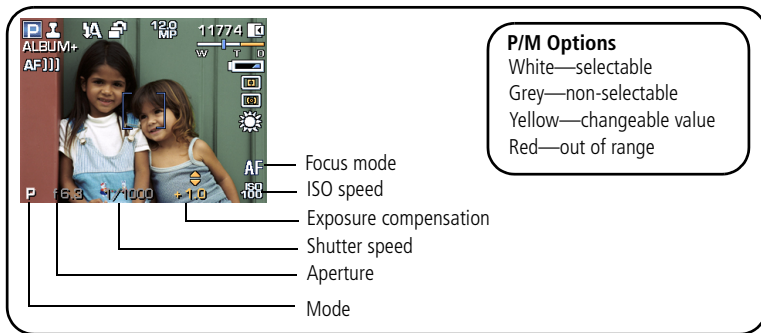 P 12.0 MP 11774
ALBUM+
W T D
AF
AF
ISO 100
P f6.3 1/1000 +1.0
Focus mode
ISO speed
Exposure compensation
Shutter speed
Aperture
Mode
P/M Options
White—selectable
Grey—non-selectable
Yellow—changeable value
Red—out of range